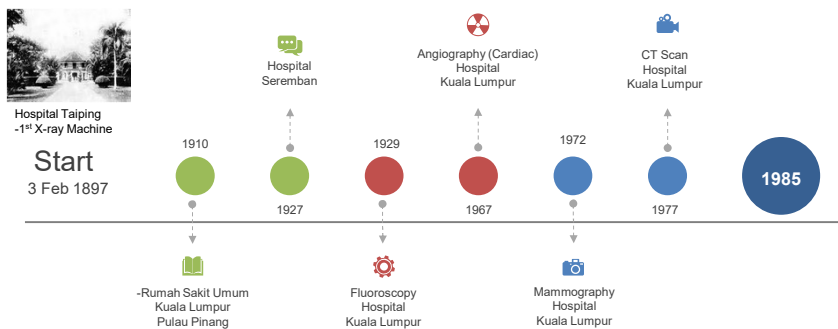 Hospital Taiping
-1st X-ray Machine
Start
3 Feb 1897
1910
-Rumah Sakit Umum
Kuala Lumpur
Pulau Pinang
Hospital
Seremban
1927
1929
Fluoroscopy
Hospital
Kuala Lumpur
Angiography (Cardiac)
Hospital
Kuala Lumpur
1967
1972
Mammography
Hospital
Kuala Lumpur
CT Scan
Hospital
Kuala Lumpur
1977
1985